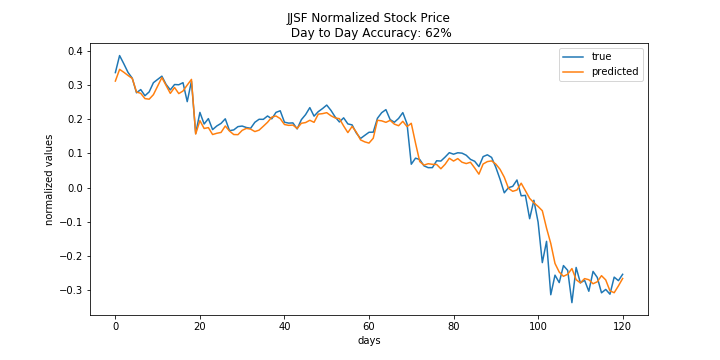 JJSF Normalized Stock Price
Day to Day Accuracy: 62%
true
predicted
normalized values
0.4
0.3
0.2
0.1
0.0
−0.1
−0.2
−0.3
0 20 40 60 80 100 120
days